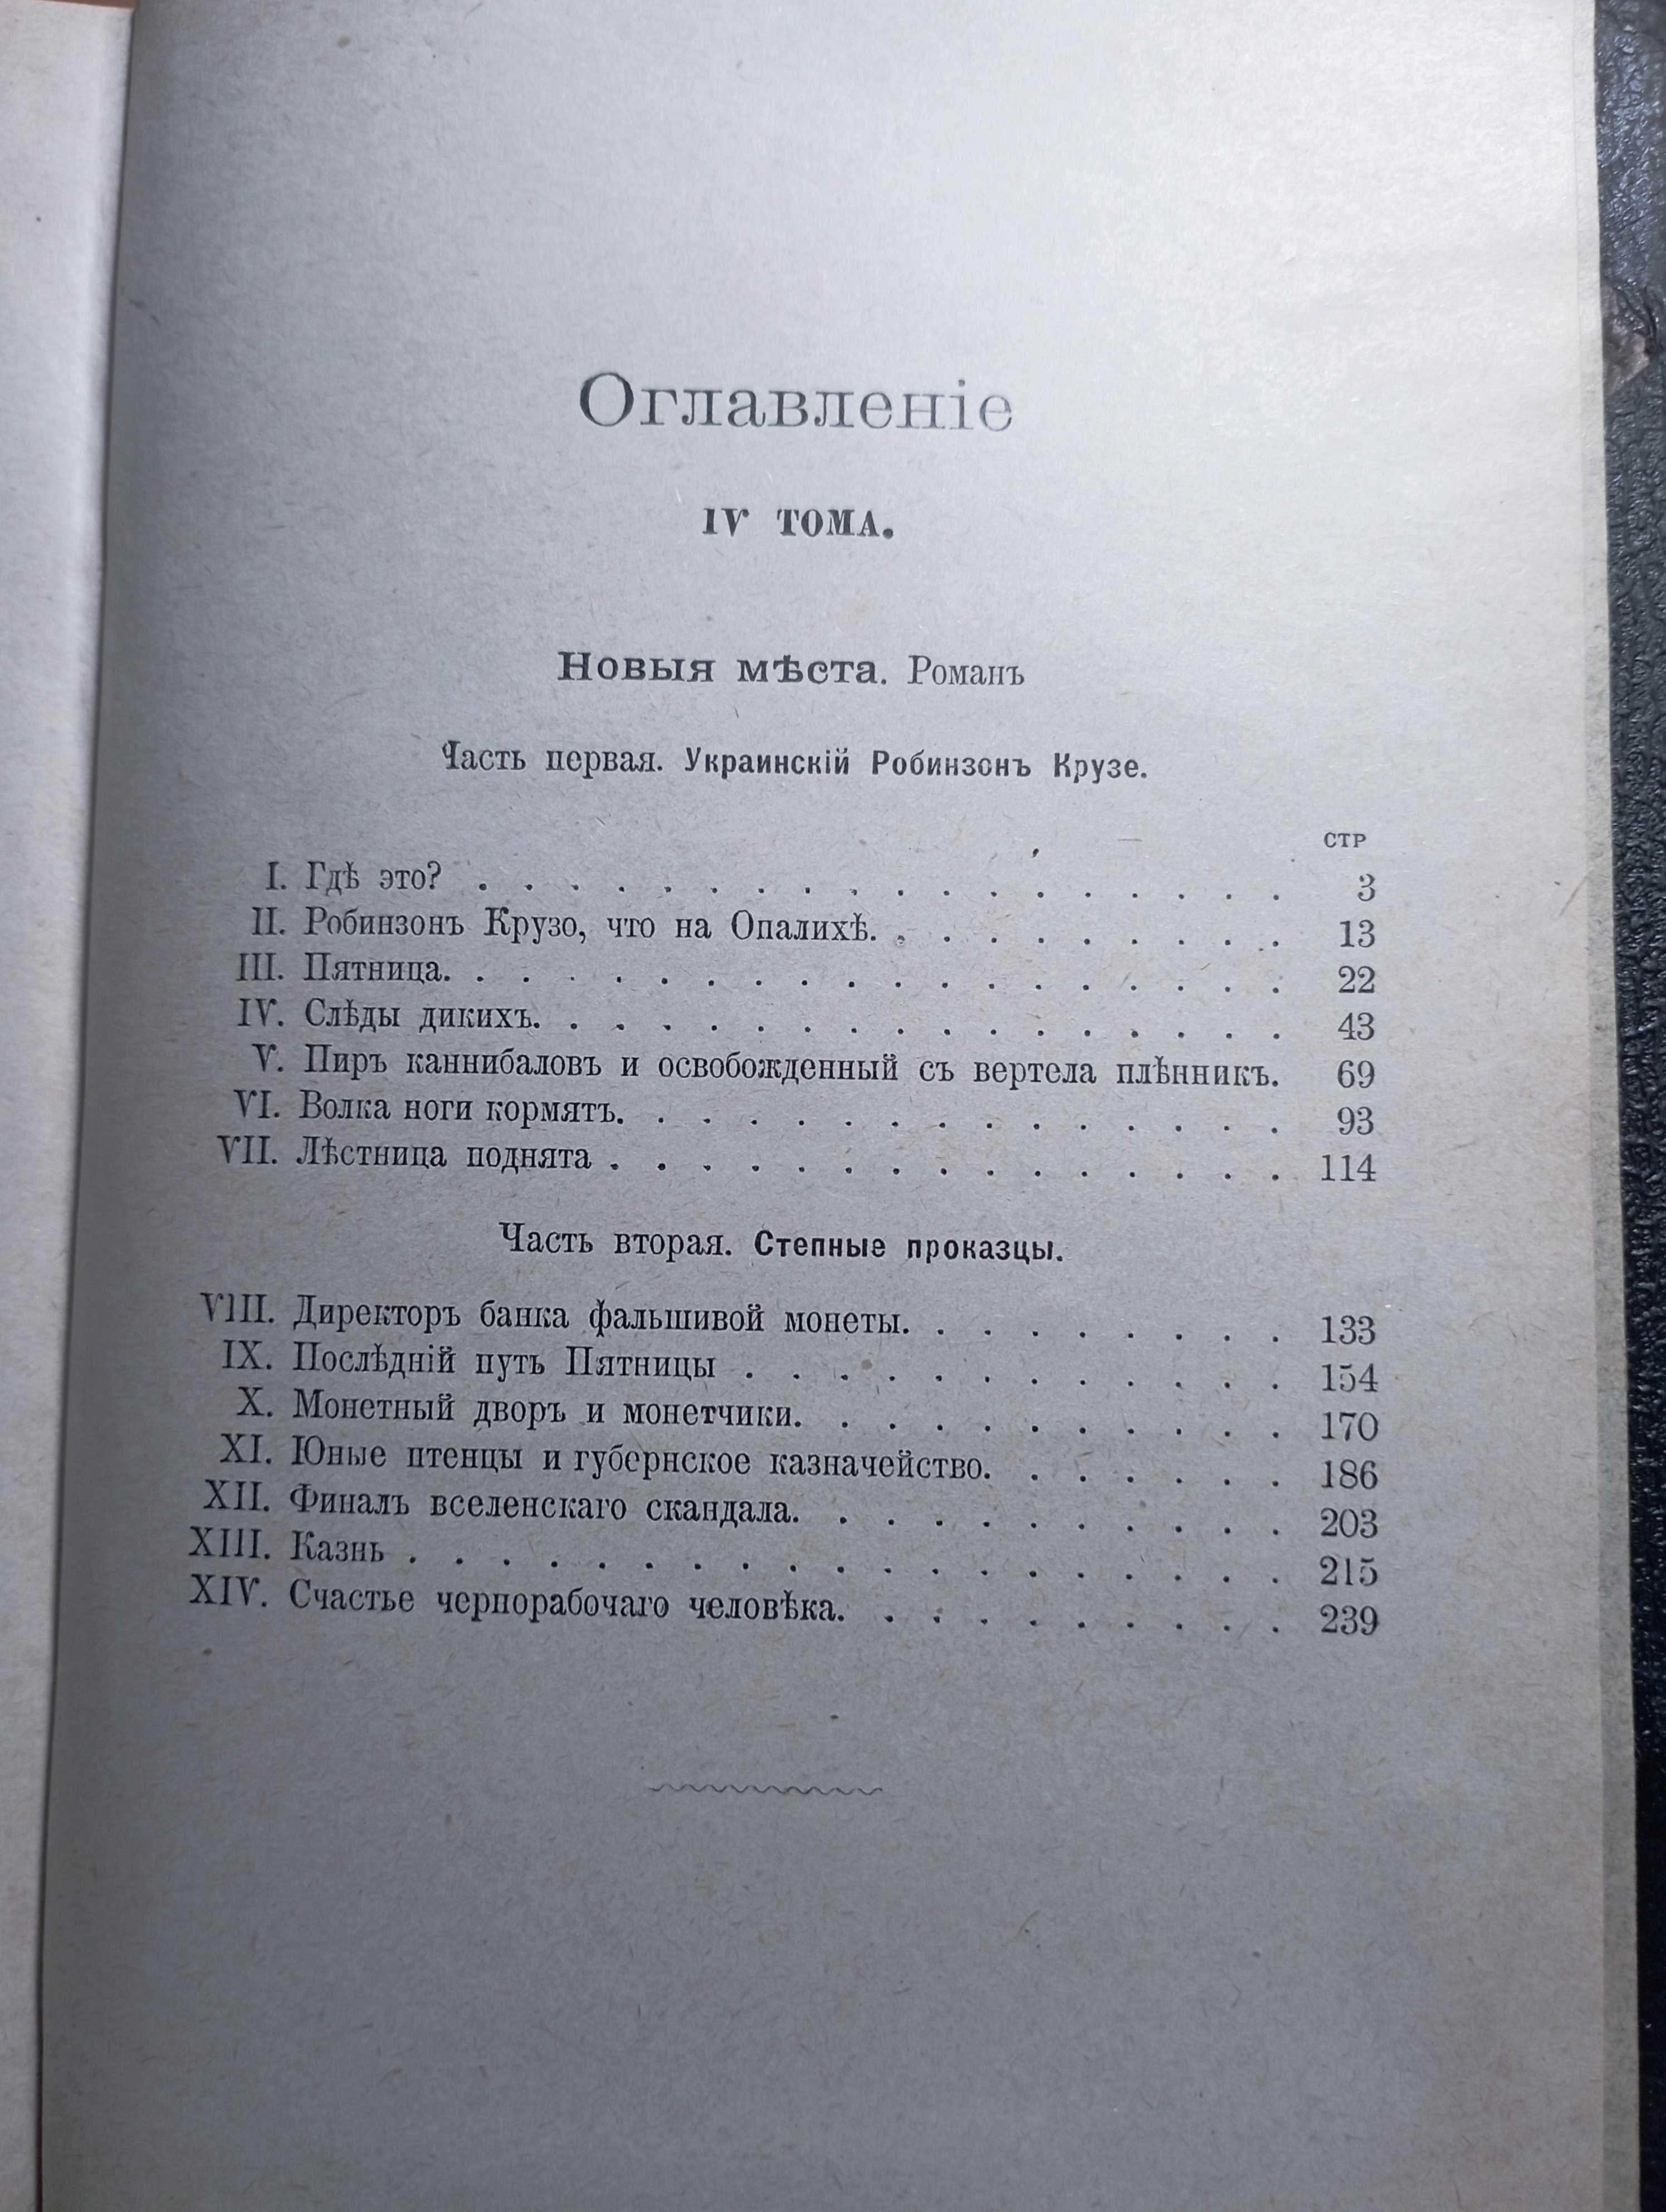 Оглавленіе
IV ТОМА.
Новыя мѣста. Романъ
Часть первая. Украинскій Робинзонъ Крузе.
СТР
I. Гдѣ это? . . . . . . . . . . . . . . . . . . 3
II. Робинзонъ Крузо, что на Опалихѣ. . . . . . . . . . 13
III. Пятница. . . . . . . . . . . . . . . . . . . 22
IV. Слѣды дикихъ. . . . . . . . . . . . . . . . . 43
V. Пиръ каннибаловъ и освобожденный съ вертела плѣнникъ. 69
VI. Волка ноги кормятъ. . . . . . . . . . . . . . . 93
VII. Лѣстница поднята . . . . . . . . . . . . . . . 114
Часть вторая. Степные проказцы.
VIII. Директоръ банка фальшивой монеты. . . . . . . . . 133
IX. Послѣдній путь Пятницы . . . . . . . . . . . . 154
X. Монетный дворъ и монетчики. . . . . . . . . . . 170
XI. Юные птенцы и губернское казначейство. . . . . . . 186
XII. Финалъ вселенскаго скандала. . . . . . . . . . . 203
XIII. Казнь . . . . . . . . . . . . . . . . . . . 215
XIV. Счастье чернорабочаго человѣка. . . . . . . . . . 239